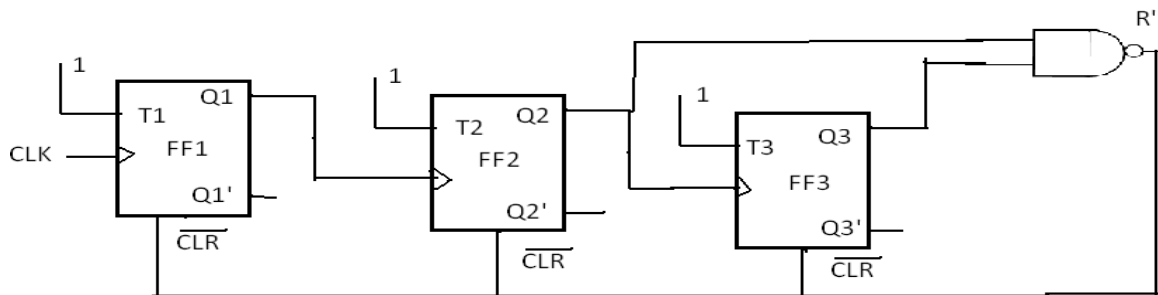 R'
1
T1
Q1
CLK
FF1
Q1'
CLR
1
T2
Q2
FF2
Q2'
CLR
1
T3
Q3
FF3
Q3'
CLR